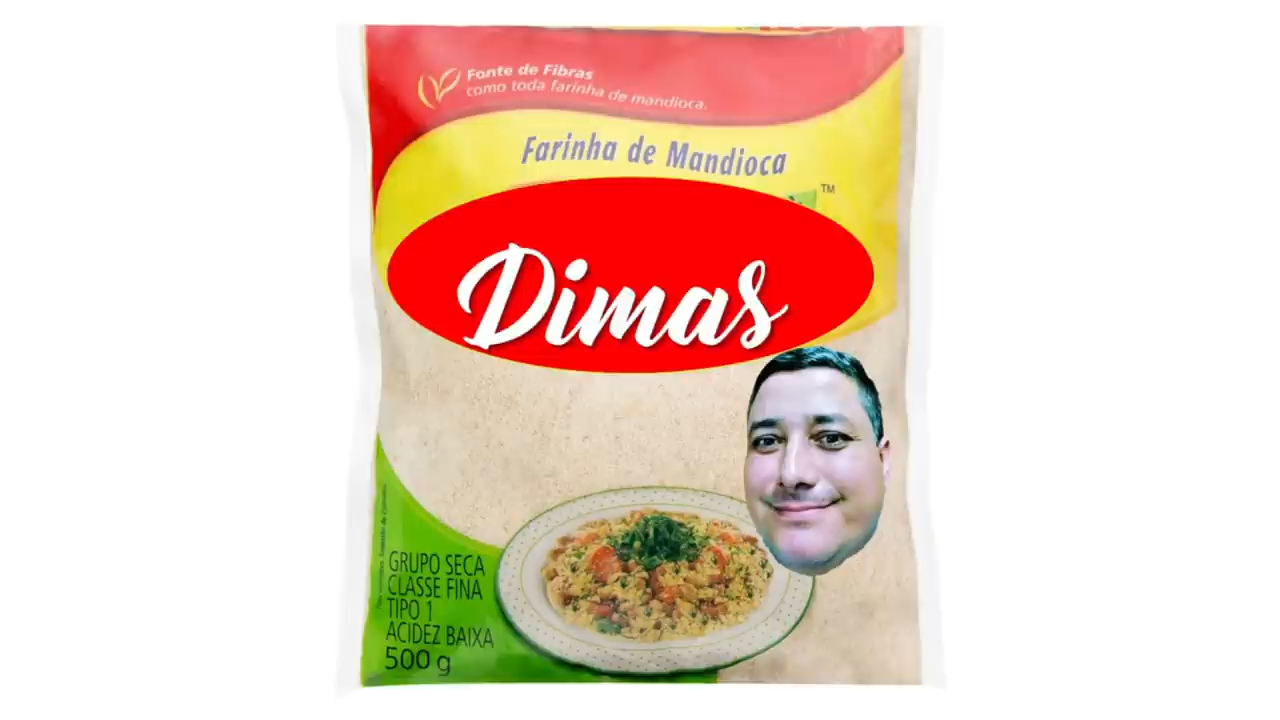 Fonte de Fibras
como toda farinha de mandioca.
Farinha de Mandioca
TM
Dimas
GRUPO SECA
CLASSE FINA
TIPO 1
ACIDEZ BAIXA
500 g